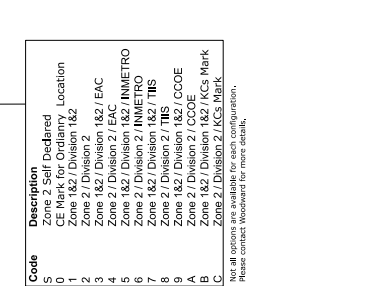 Code Description
S Zone 2 Self Declared
0 CE Mark for Ordianry Location
1 Zone 1&2 / Division 1&2
2 Zone 2 / Division 2
3 Zone 1&2 / Division 1&2 / EAC
4 Zone 2 / Division 2 / EAC
5 Zone 1&2 / Division 1&2 / INMETRO
6 Zone 2 / Division 2 / INMETRO
7 Zone 1&2 / Division 1&2 / TIIS
8 Zone 2 / Division 2 / TIIS
9 Zone 1&2 / Division 1&2 / CCOE
A Zone 2 / Division 2 / CCOE
B Zone 1&2 / Division 1&2 / KCs Mark
C Zone 2 / Division 2 / KCs Mark
Not all options are available for each configuration.
Please contact Woodward for more details.